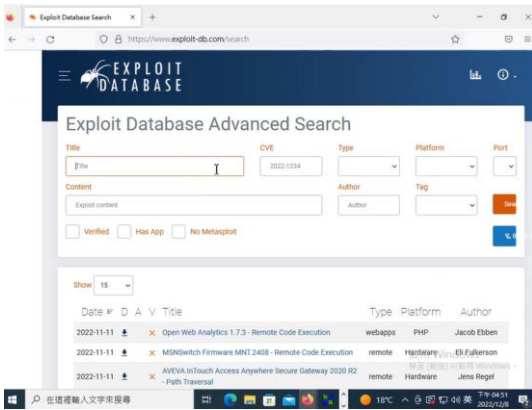 Exploit Database Search
https://www.exploit-db.com/search
EXPLOIT
DATABASE
Exploit Database Advanced Search
Title CVE Type Platform Port
Title 2022-1234
Content Author Tag
Exploit content Author
Verified Has App No Metasploit
Show 15
Date D A V Title Type Platform Author
2022-11-11 Open Web Analytics 1.7.3 - Remote Code Execution webapps PHP Jacob Ebben
2022-11-11 MSNSwitch Firmware MNT.2408 - Remote Code Execution remote Hardware Eli Fulkerson
2022-11-11 AVEVA InTouch Access Anywhere Secure Gateway 2020 R2 - Path Traversal remote Hardware Jens Regel
在這裡輸入文字來搜尋
18°C 英 下午 04:51
2022/12/8